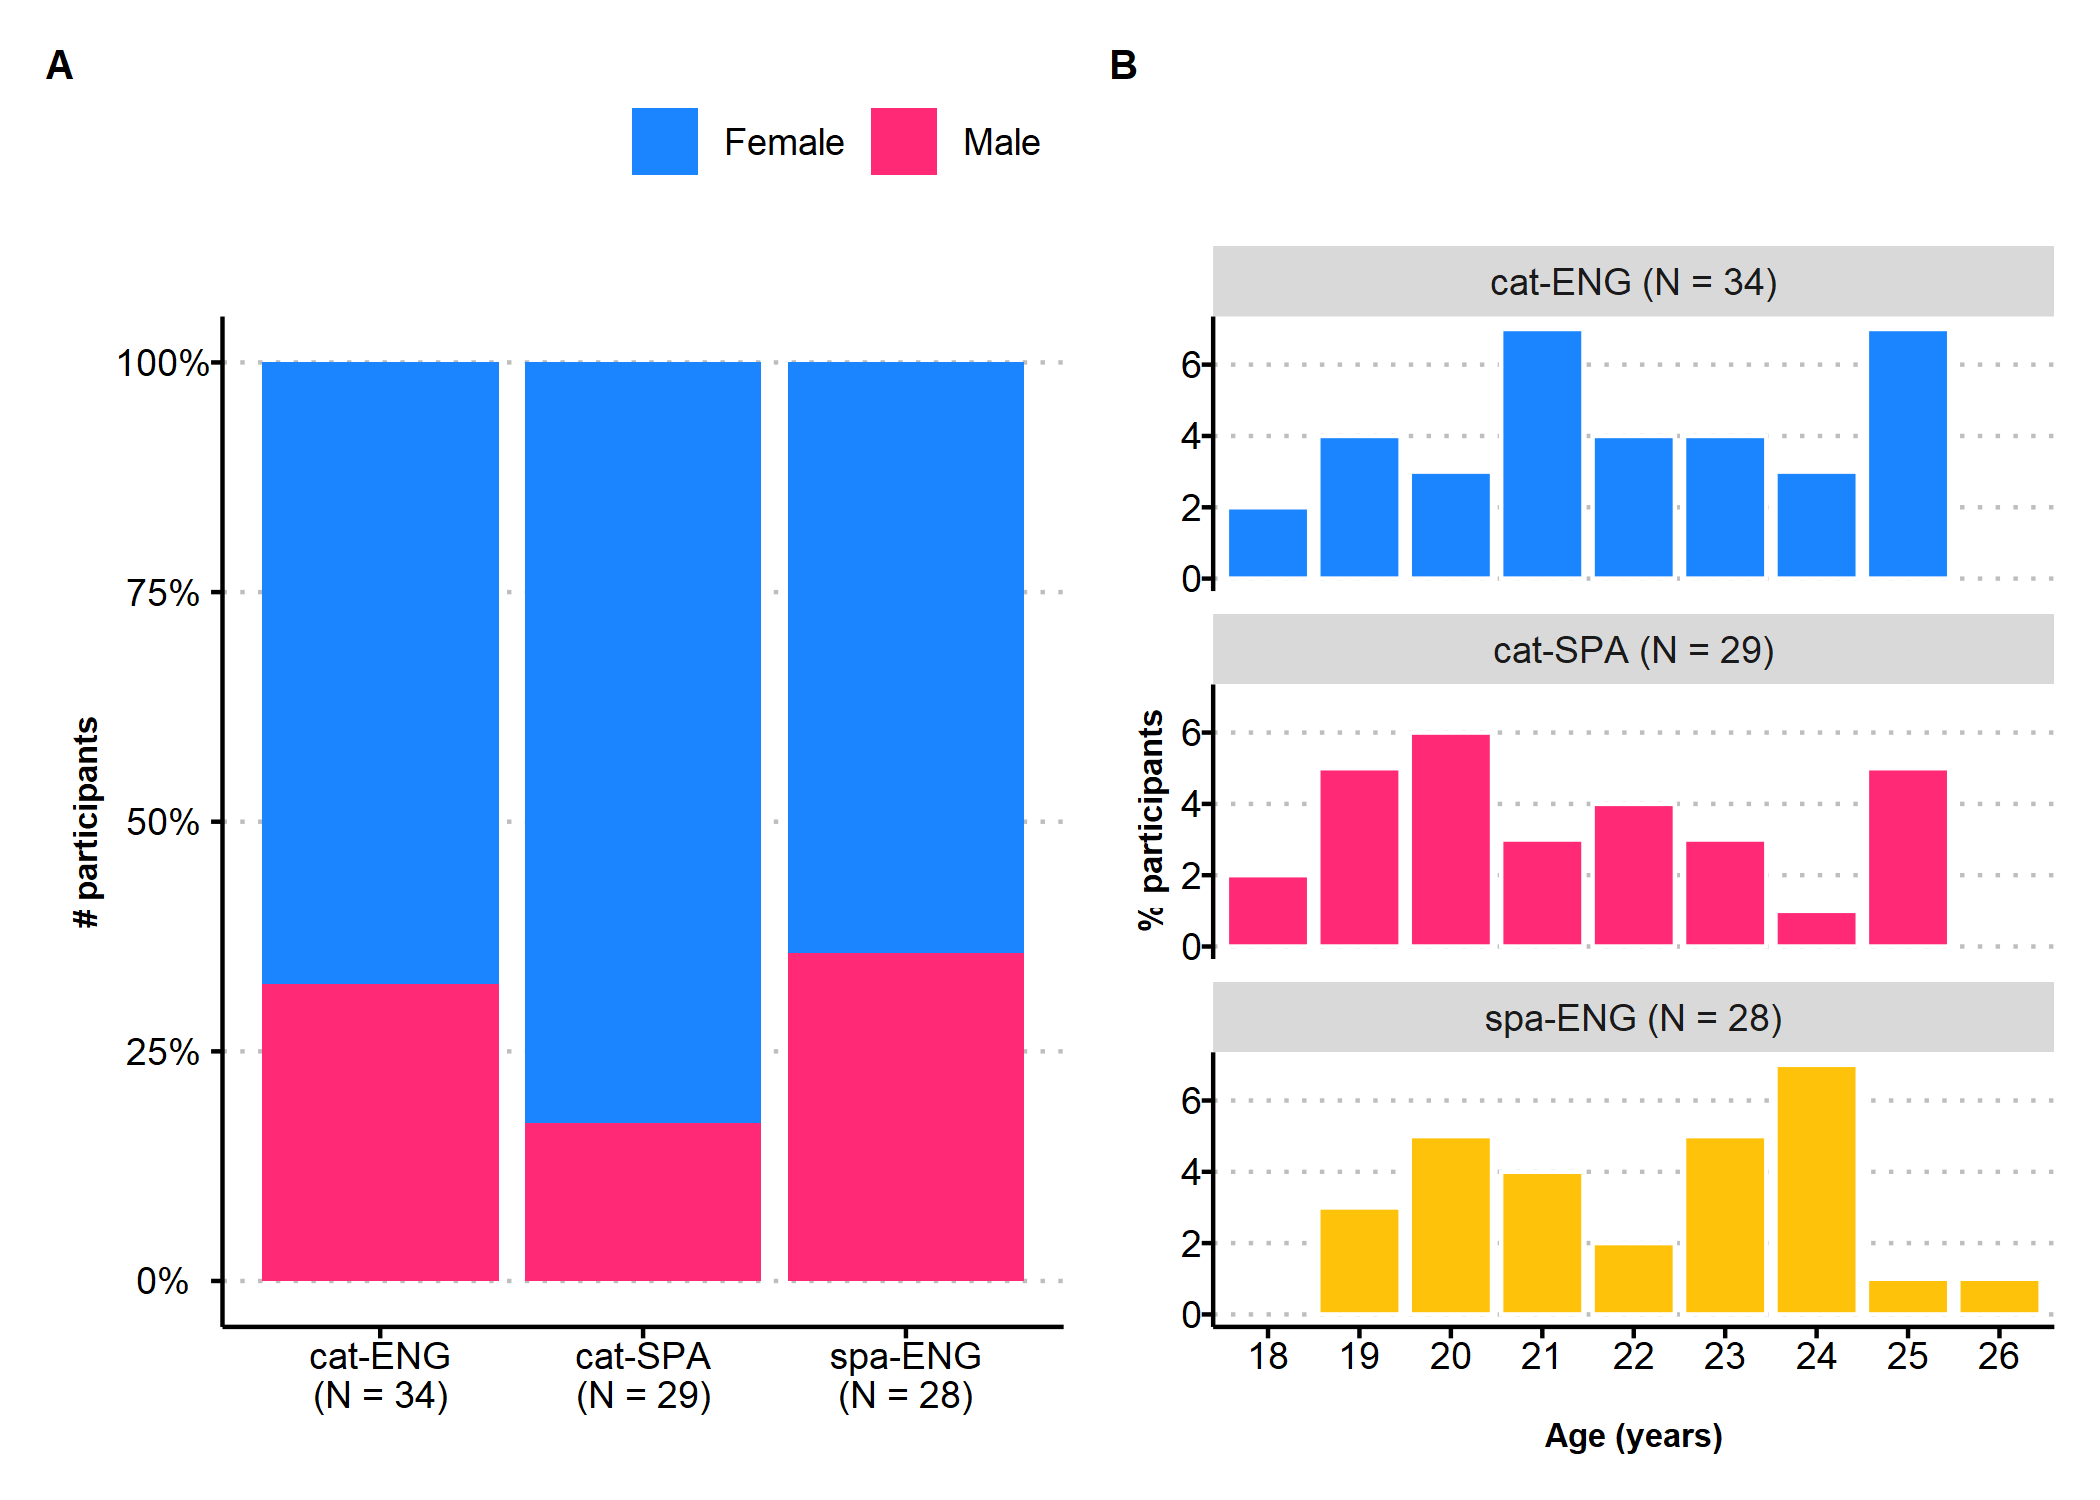 A
Female
Male
100%
75%
50%
25%
0%
# participants
cat-ENG
(N = 34)
cat-SPA
(N = 29)
spa-ENG
(N = 28)
B
cat-ENG (N = 34)
6
4
2
0
cat-SPA (N = 29)
6
4
2
0
spa-ENG (N = 28)
6
4
2
0
% participants
18 19 20 21 22 23 24 25 26
Age (years)